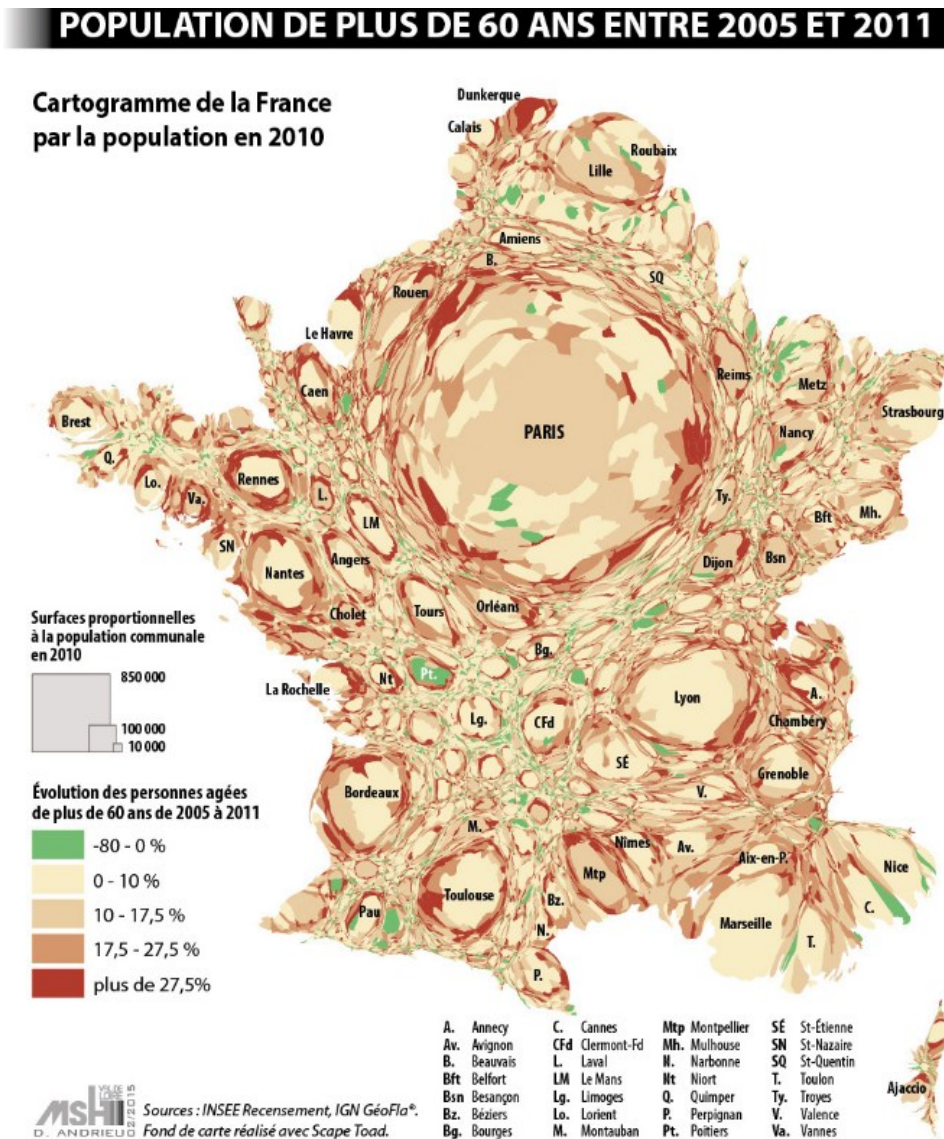 POPULATION DE PLUS DE 60 ANS ENTRE 2005 ET 2011
Cartogramme de la France
par la population en 2010
Dunkerque
Calais
Roubaix
Lille
Amiens
B.
SQ
Rouen
Le Havre
Caen
Reims
Metz
Strasbourg
Nancy
PARIS
Brest
Q.
Lo.
Va.
Rennes
L.
LM
Ty.
Bft
Mh.
SN
Nantes
Angers
Dijon
Bsn
Cholet
Tours
Orléans
Bg.
La Rochelle
Nt
Pt.
Lg.
CFd
Lyon
A.
Chambéry
SÉ
Grenoble
V.
Bordeaux
M.
Nîmes
Av.
Aix-en-P.
Nice
Mtp
Toulouse
Bz.
Pau
N.
Marseille
C.
T.
P.
Ajaccio
Surfaces proportionnelles
à la population communale
en 2010
850 000
100 000
10 000
Évolution des personnes agées
de plus de 60 ans de 2005 à 2011
-80 - 0 %
0 - 10 %
10 - 17,5 %
17,5 - 27,5 %
plus de 27,5%
A. Annecy
Av. Avignon
B. Beauvais
Bft Belfort
Bsn Besançon
Bz. Béziers
Bg. Bourges
C. Cannes
CFd Clermont-Fd
L. Laval
LM Le Mans
Lg. Limoges
Lo. Lorient
M. Montauban
Mtp Montpellier
Mh. Mulhouse
N. Narbonne
Nt Niort
Q. Quimper
P. Perpignan
Pt. Poitiers
SÉ St-Étienne
SN St-Nazaire
SQ St-Quentin
T. Toulon
Ty. Troyes
V. Valence
Va. Vannes
MSH VAL DE LOIRE
02/2015
D. ANDRIEU
Sources : INSEE Recensement, IGN GéoFla®.
Fond de carte réalisé avec Scape Toad.